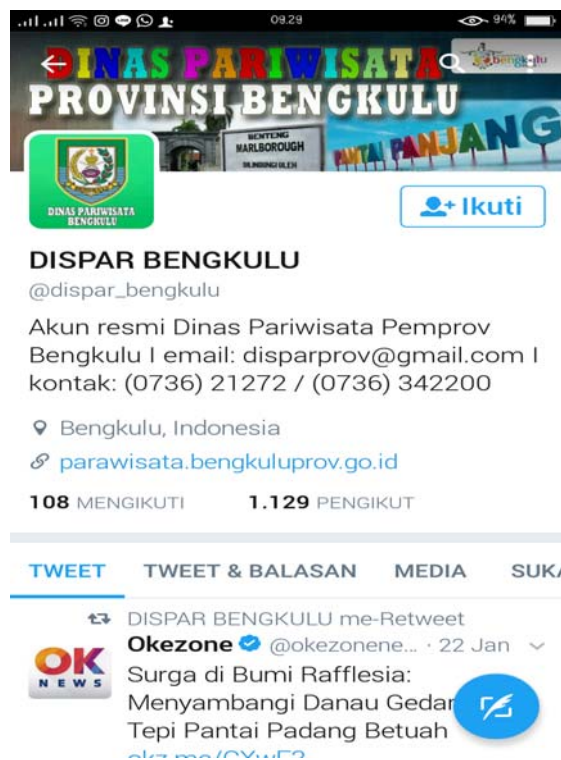 09.29
94%
DINAS PARIWISATA
PROVINSI BENGKULU
BENTENG
MARLBOROUGH
PANTAI PANJANG
DINAS PARIWISATA
BENGKULU
Ikuti
DISPAR BENGKULU
@dispar_bengkulu
Akun resmi Dinas Pariwisata Pemprov
Bengkulu I email: disparprov@gmail.com I
kontak: (0736) 21272 / (0736) 342200
Bengkulu, Indonesia
parawisata.bengkuluprov.go.id
108 MENGIKUTI 1.129 PENGIKUT
TWEET TWEET & BALASAN MEDIA SUKA
DISPAR BENGKULU me-Retweet
Okezone @okezonene... · 22 Jan
OK
NEWS
Surga di Bumi Rafflesia:
Menyambangi Danau Gedar
Tepi Pantai Padang Betuah